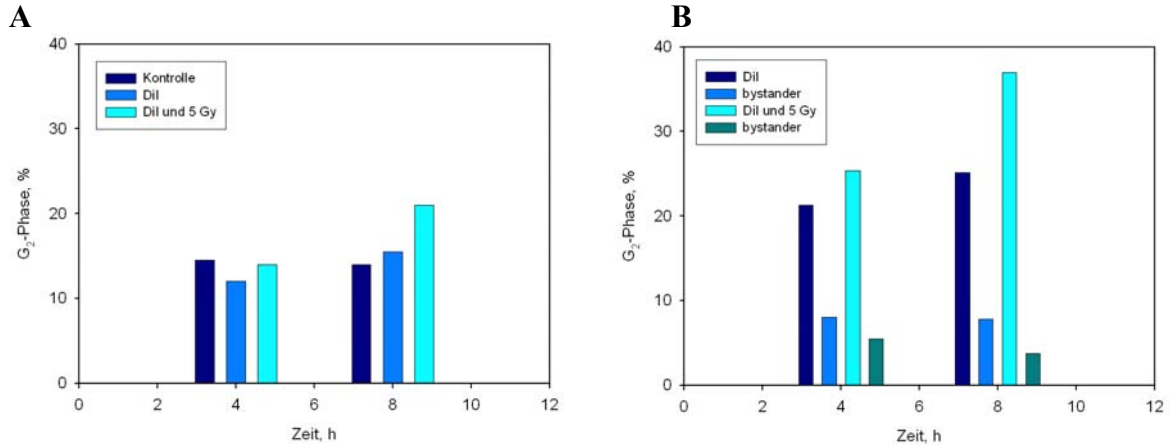 A
B
40
30
20
10
0
G₂-Phase, %
Kontrolle
DiI
DiI und 5 Gy
0 2 4 6 8 10 12
Zeit, h
40
30
20
10
0
G₂-Phase, %
DiI
bystander
DiI und 5 Gy
bystander
0 2 4 6 8 10 12
Zeit, h